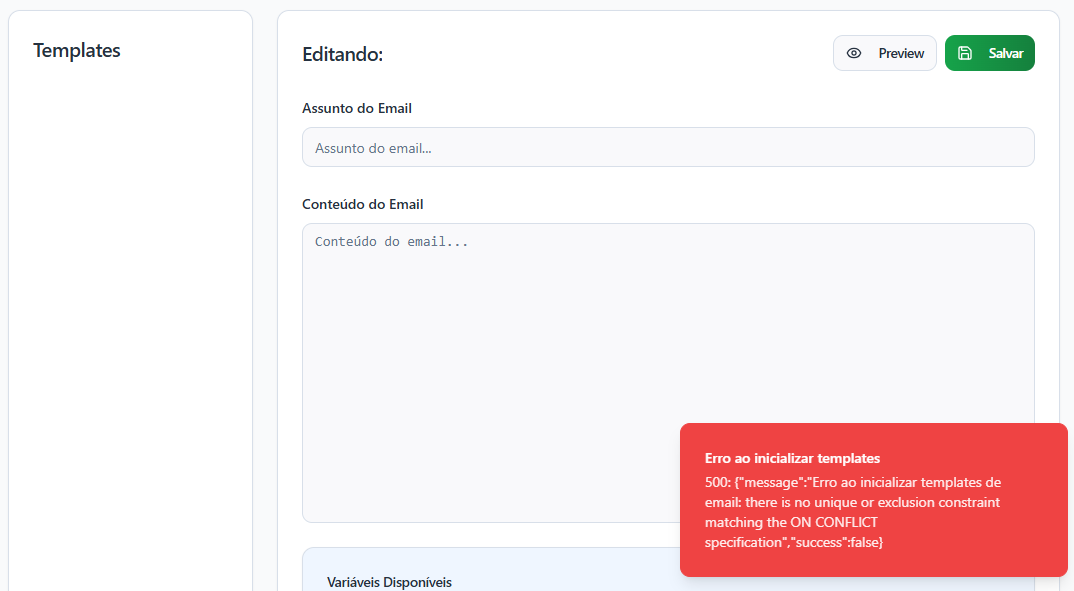 Templates
Editando:
Preview
Salvar
Assunto do Email
Assunto do email...
Conteúdo do Email
Conteúdo do email...
Erro ao inicializar templates
500: {"message":"Erro ao inicializar templates de
email: there is no unique or exclusion constraint
matching the ON CONFLICT
specification","success":false}
Variáveis Disponíveis